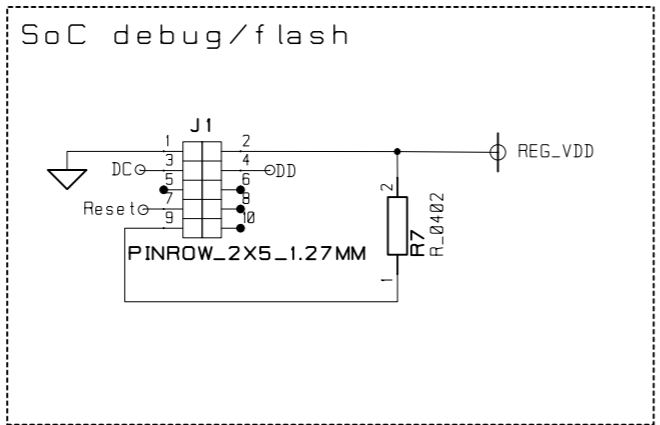 SoC debug/flash
J1
1 2
3 4
DC DD
5 6
7 8
Reset
9 10
PINROW_2X5_1.27MM
REG_VDD
2
R7
R_0402
1